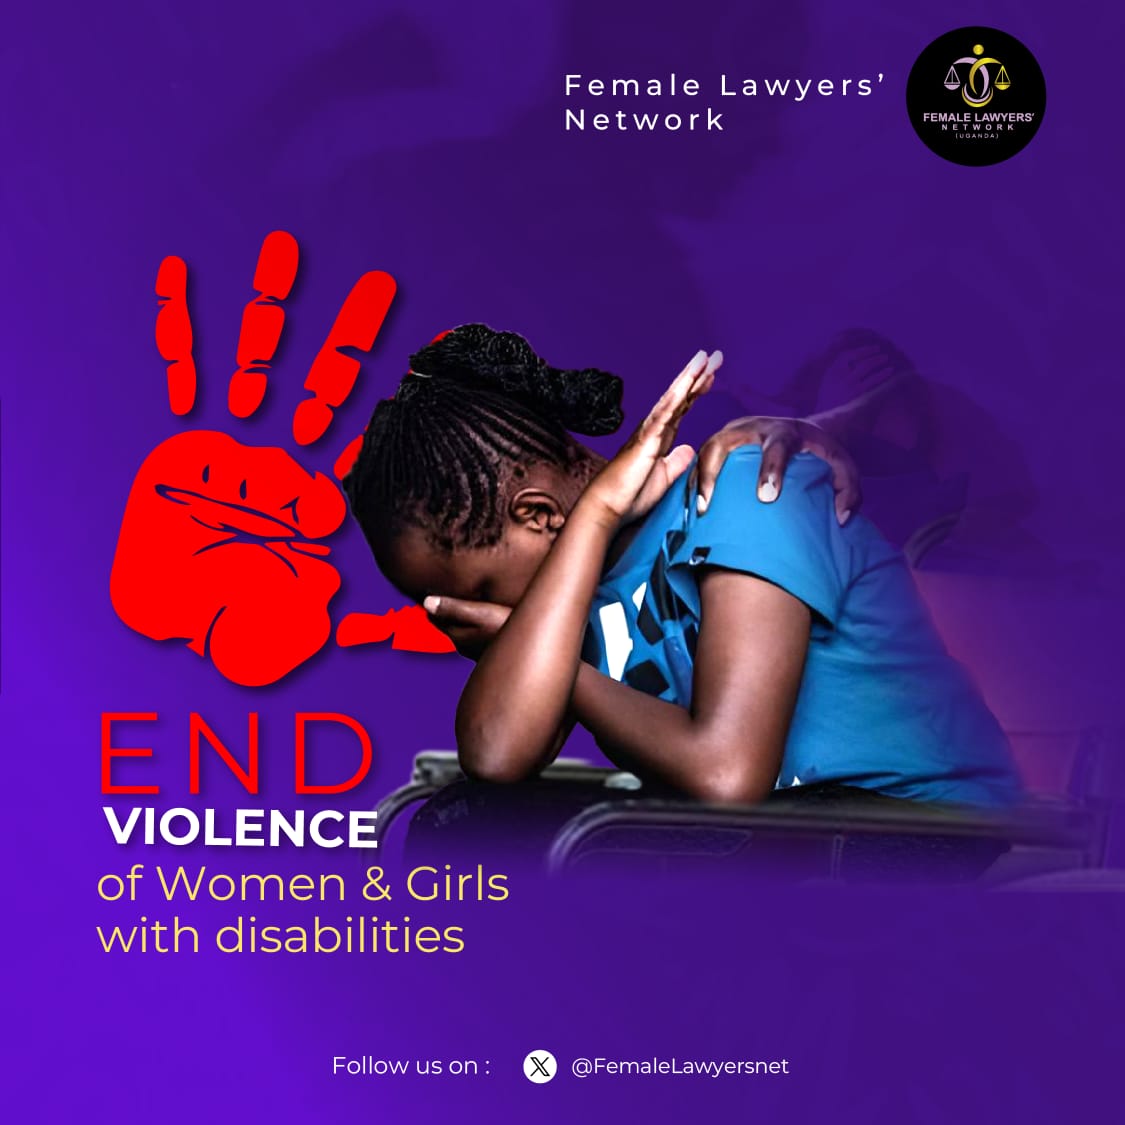 Female Lawyers’
Network
FEMALE LAWYERS'
NETWORK
(UGANDA)
END
VIOLENCE
of Women & Girls
with disabilities
Follow us on :
@FemaleLawyersnet